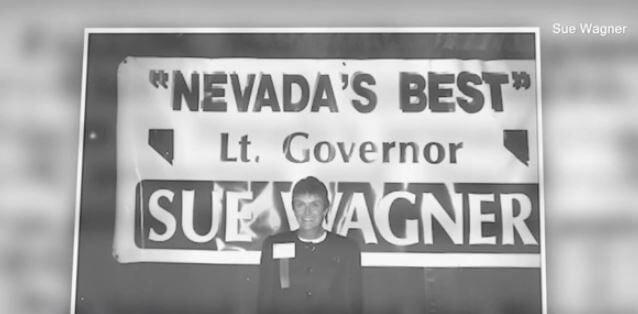 Sue Wagner
"NEVADA'S BEST"
Lt. Governor
SUE WAGNER